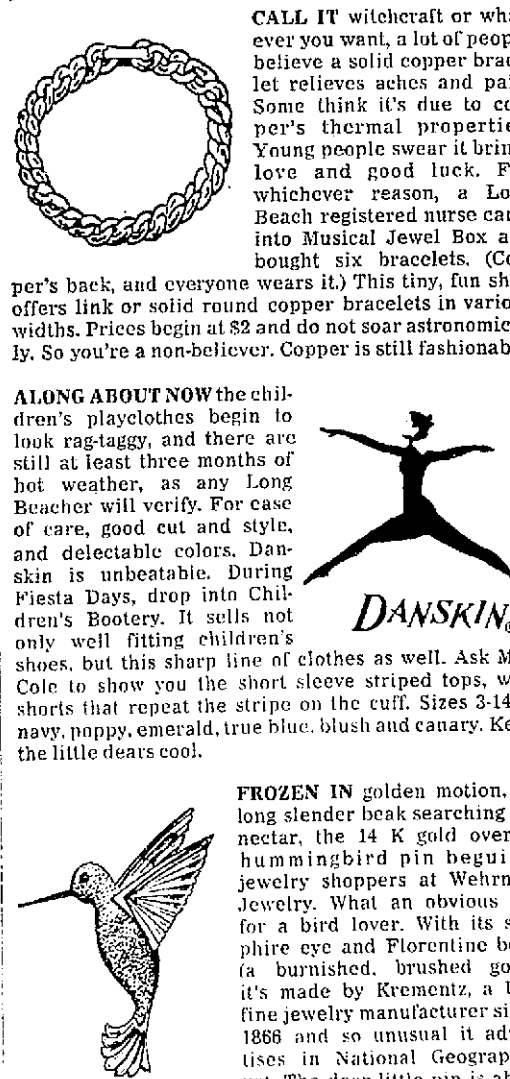 CALL IT witchcraft or wha
ever you want, a lot of peop
believe a solid copper brac
let relieves aches and pai
Some think it's due to co
per's thermal propertie
Young people swear it brin
love and good luck. F
whichever reason, a Lo
Beach registered nurse can
into Musical Jewel Box a
bought six bracelets. (Co
per's back, and everyone wears it.) This tiny, fun sh
offers link or solid round copper bracelets in vario
widths. Prices begin at $2 and do not soar astronomic
ly. So you're a non-believer. Copper is still fashionab
ALONG ABOUT NOW the chil-
dren's playclothes begin to
look rag-taggy, and there are
still at least three months of
hot weather, as any Long
Beacher will verify. For ease
of care, good cut and style,
and delectable colors, Dan-
skin is unbeatable. During
Fiesta Days, drop into Chil-
dren's Bootery. It sells not
only well fitting children's
shoes, but this sharp line of clothes as well. Ask M
Cole to show you the short sleeve striped tops, w
shorts that repeat the stripe on the cuff. Sizes 3-14
navy, poppy, emerald, true blue, blush and canary. Ke
the little dears cool.
DANSKIN®
FROZEN IN golden motion,
long slender beak searching
nectar, the 14 K gold over
hummingbird pin begui
jewelry shoppers at Wehrn
Jewelry. What an obvious
for a bird lover. With its s
phire eye and Florentine b
(a burnished, brushed go
it's made by Krementz, a
fine jewelry manufacturer si
1866 and so unusual it adv
tises in National Geograp
The dear little pin is ab